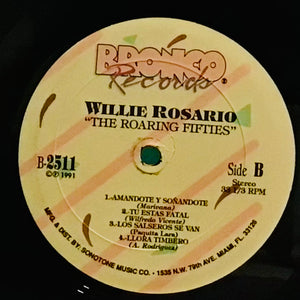 BRONCO
Records®
WILLIE ROSARIO
"THE ROARING FIFTIES"
B-2511
©℗1991
Side B
Stereo
33 1/3 RPM
1-AMANDOTE Y SOÑANDOTE
(Marivana)
2-TU ESTAS FATAL
(Wilfredo Vicente)
3-LOS SALSEROS SE VAN
(Paquita Lara)
4-LLORA TIMBERO
(A. Rodriguez)
MFG. & DIST. BY: SONOTONE MUSIC CO. - 1535 N.W. 79th AVE. MIAMI, FL. 33126